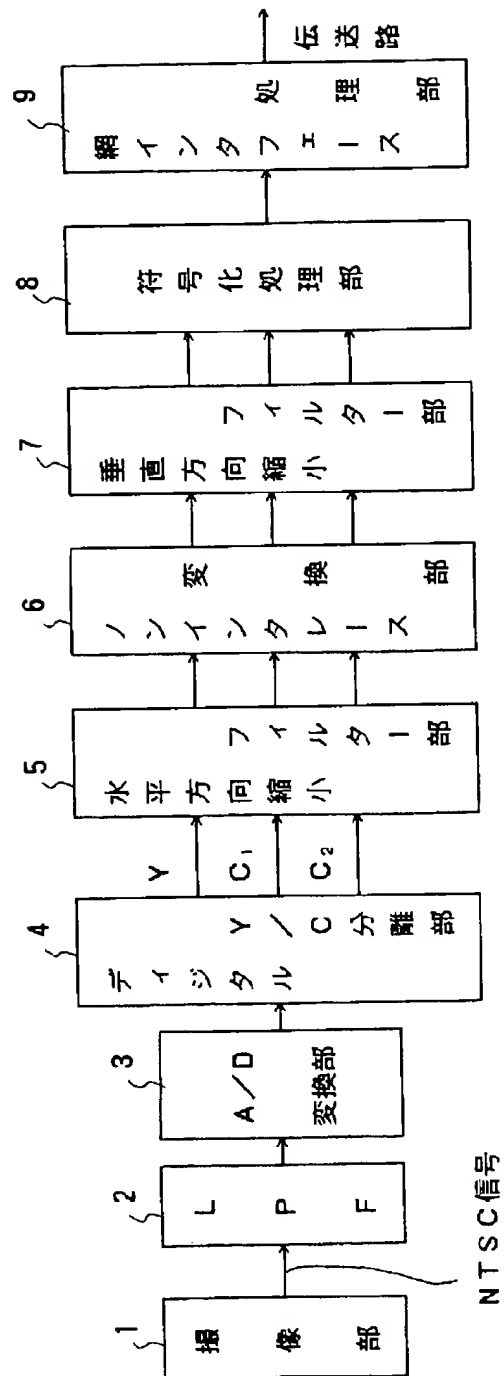 1
撮像部
NTSC信号
2
LPF
3
A/D
変換部
4
ディジタル
Y/C分離部
Y
C₁
C₂
5
水平方向縮小
フィルター部
6
ノンインタレース
変換部
7
垂直方向縮小
フィルター部
8
符号化処理部
9
網インタフェース
処理部
伝送路